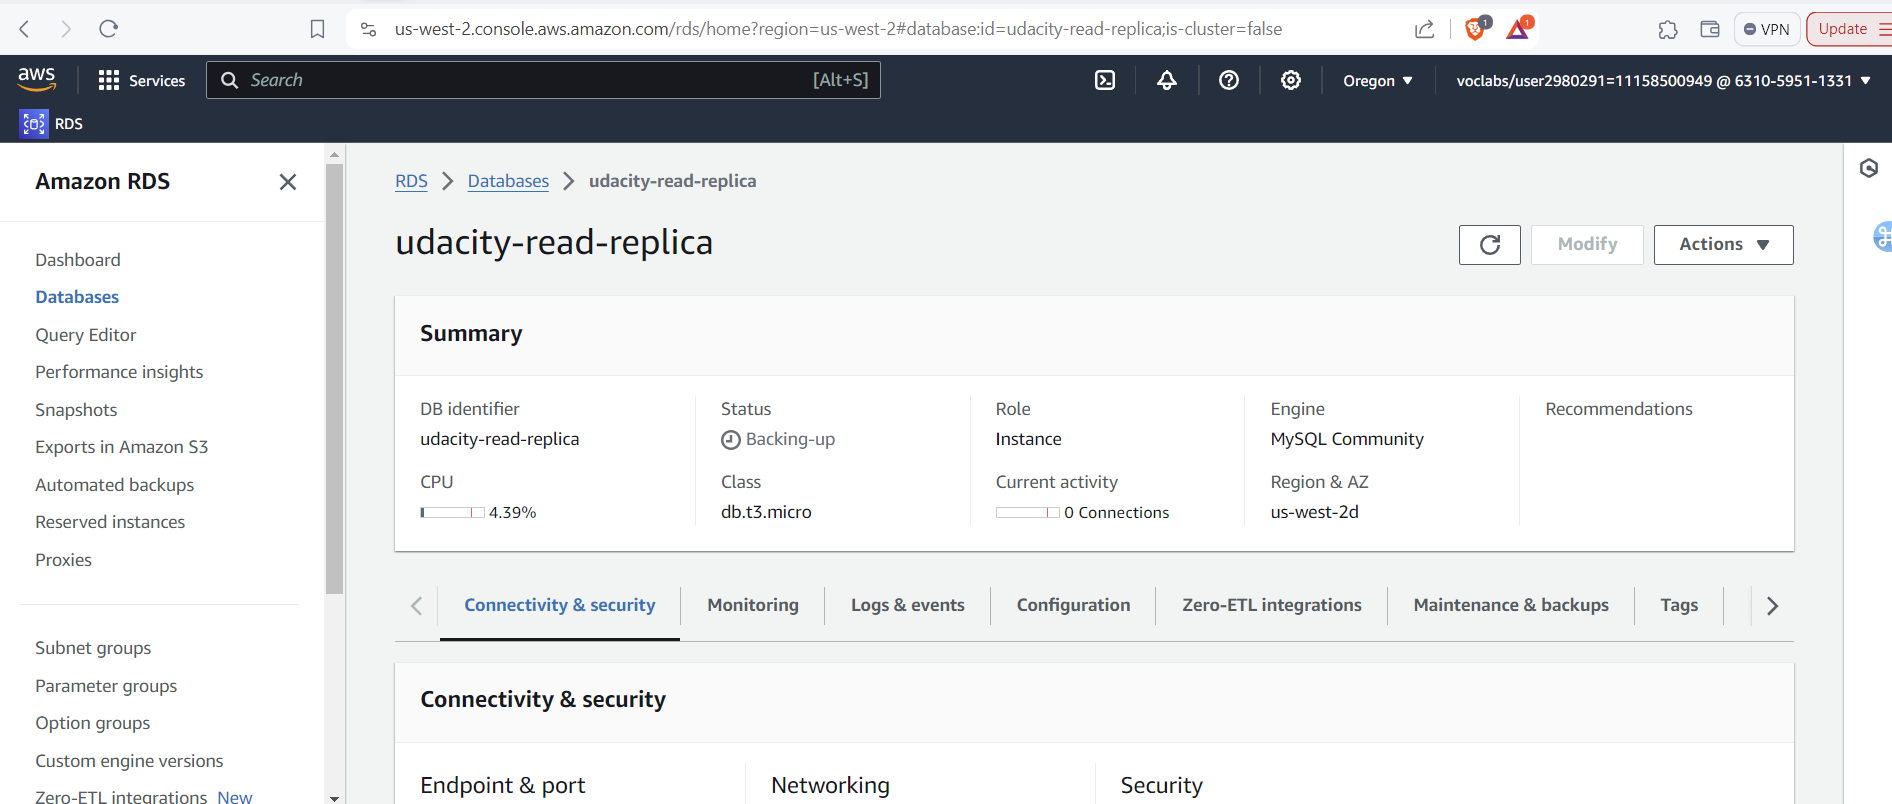 us-west-2.console.aws.amazon.com/rds/home?region=us-west-2#database:id=udacity-read-replica;is-cluster=false
1
1
VPN
Update
aws
Services
Search
[Alt+S]
Oregon
voclabs/user2980291=11158500949 @ 6310-5951-1331
RDS
Amazon RDS
Dashboard
Databases
Query Editor
Performance insights
Snapshots
Exports in Amazon S3
Automated backups
Reserved instances
Proxies
Subnet groups
Parameter groups
Option groups
Custom engine versions
Zero-ETL integrations New
RDS
Databases
udacity-read-replica
udacity-read-replica
Modify
Actions
Summary
DB identifier
udacity-read-replica
Status
Backing-up
Role
Instance
Engine
MySQL Community
Recommendations
CPU
4.39%
Class
db.t3.micro
Current activity
0 Connections
Region & AZ
us-west-2d
Connectivity & security
Monitoring
Logs & events
Configuration
Zero-ETL integrations
Maintenance & backups
Tags
Connectivity & security
Endpoint & port
Networking
Security